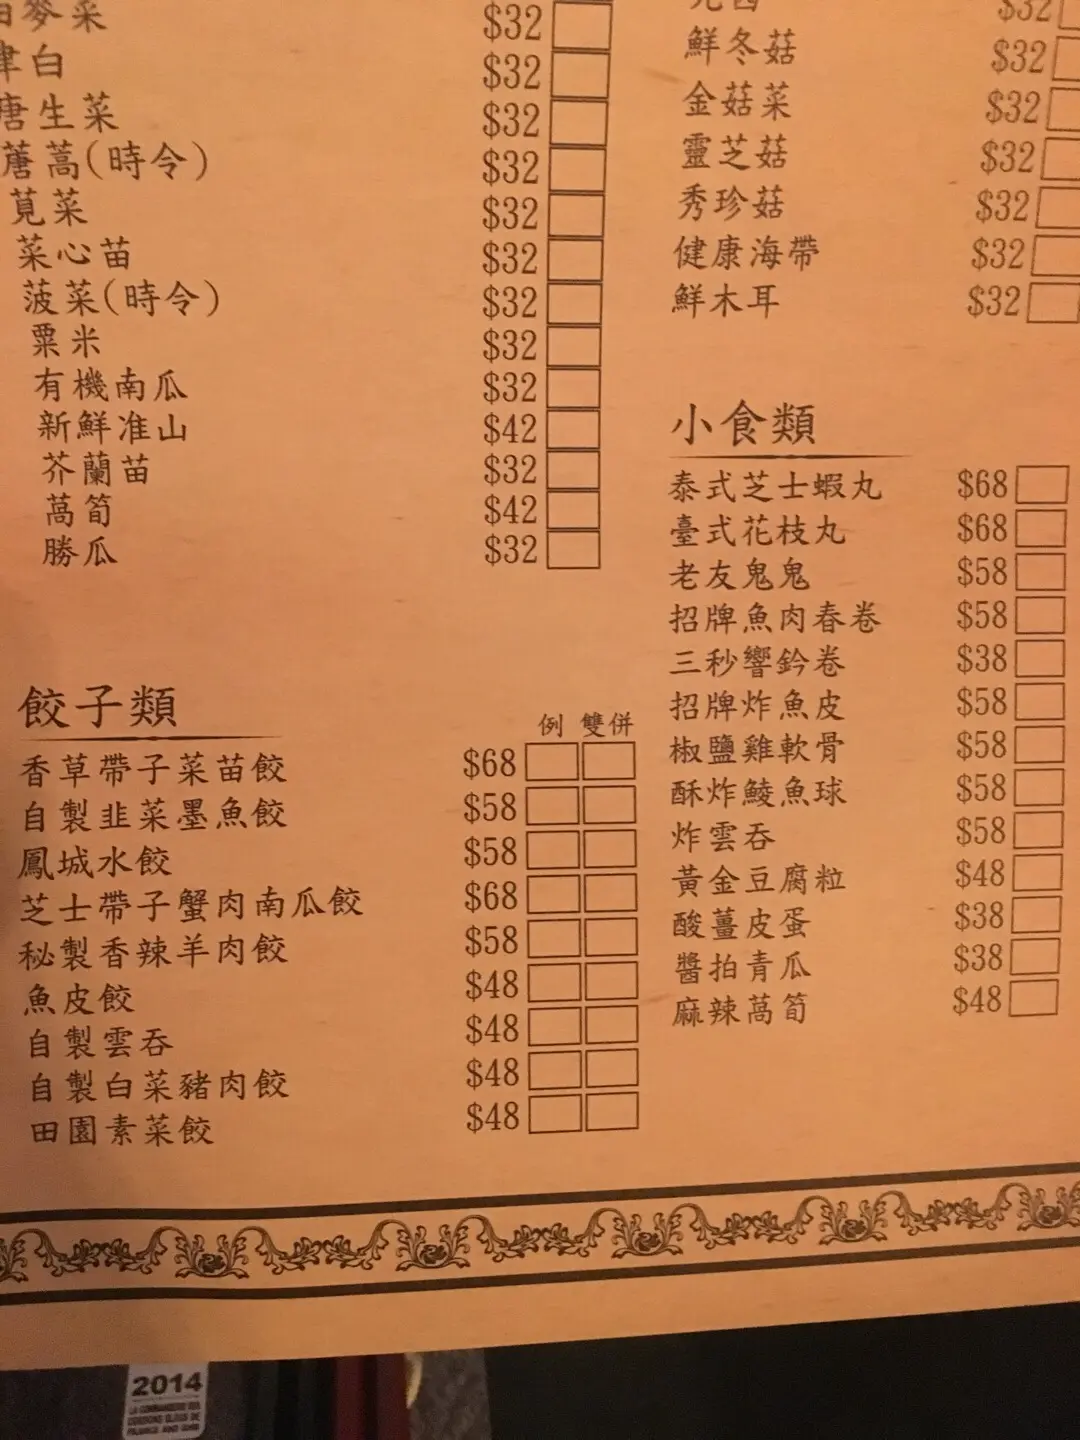 $32
津白 $32
唐生菜 $32
蓎蒿(時令) $32
莧菜 $32
菜心苗 $32
菠菜(時令) $32
粟米 $32
有機南瓜 $32
新鮮准山 $42
芥蘭苗 $32
萵筍 $42
勝瓜 $32
$32
鮮冬菇 $32
金菇菜 $32
靈芝菇 $32
秀珍菇 $32
健康海帶 $32
鮮木耳 $32
小食類
泰式芝士蝦丸 $68
臺式花枝丸 $68
老友鬼鬼 $58
招牌魚肉春卷 $58
三秒響鈴卷 $38
招牌炸魚皮 $58
椒鹽雞軟骨 $58
酥炸鯪魚球 $58
炸雲吞 $58
黃金豆腐粒 $48
酸薑皮蛋 $38
醬拍青瓜 $38
麻辣萵筍 $48
餃子類
例 雙併
香草帶子菜苗餃 $68
自製韭菜墨魚餃 $58
鳳城水餃 $58
芝士帶子蟹肉南瓜餃 $68
秘製香辣羊肉餃 $58
魚皮餃 $48
自製雲吞 $48
自製白菜豬肉餃 $48
田園素菜餃 $48
2014